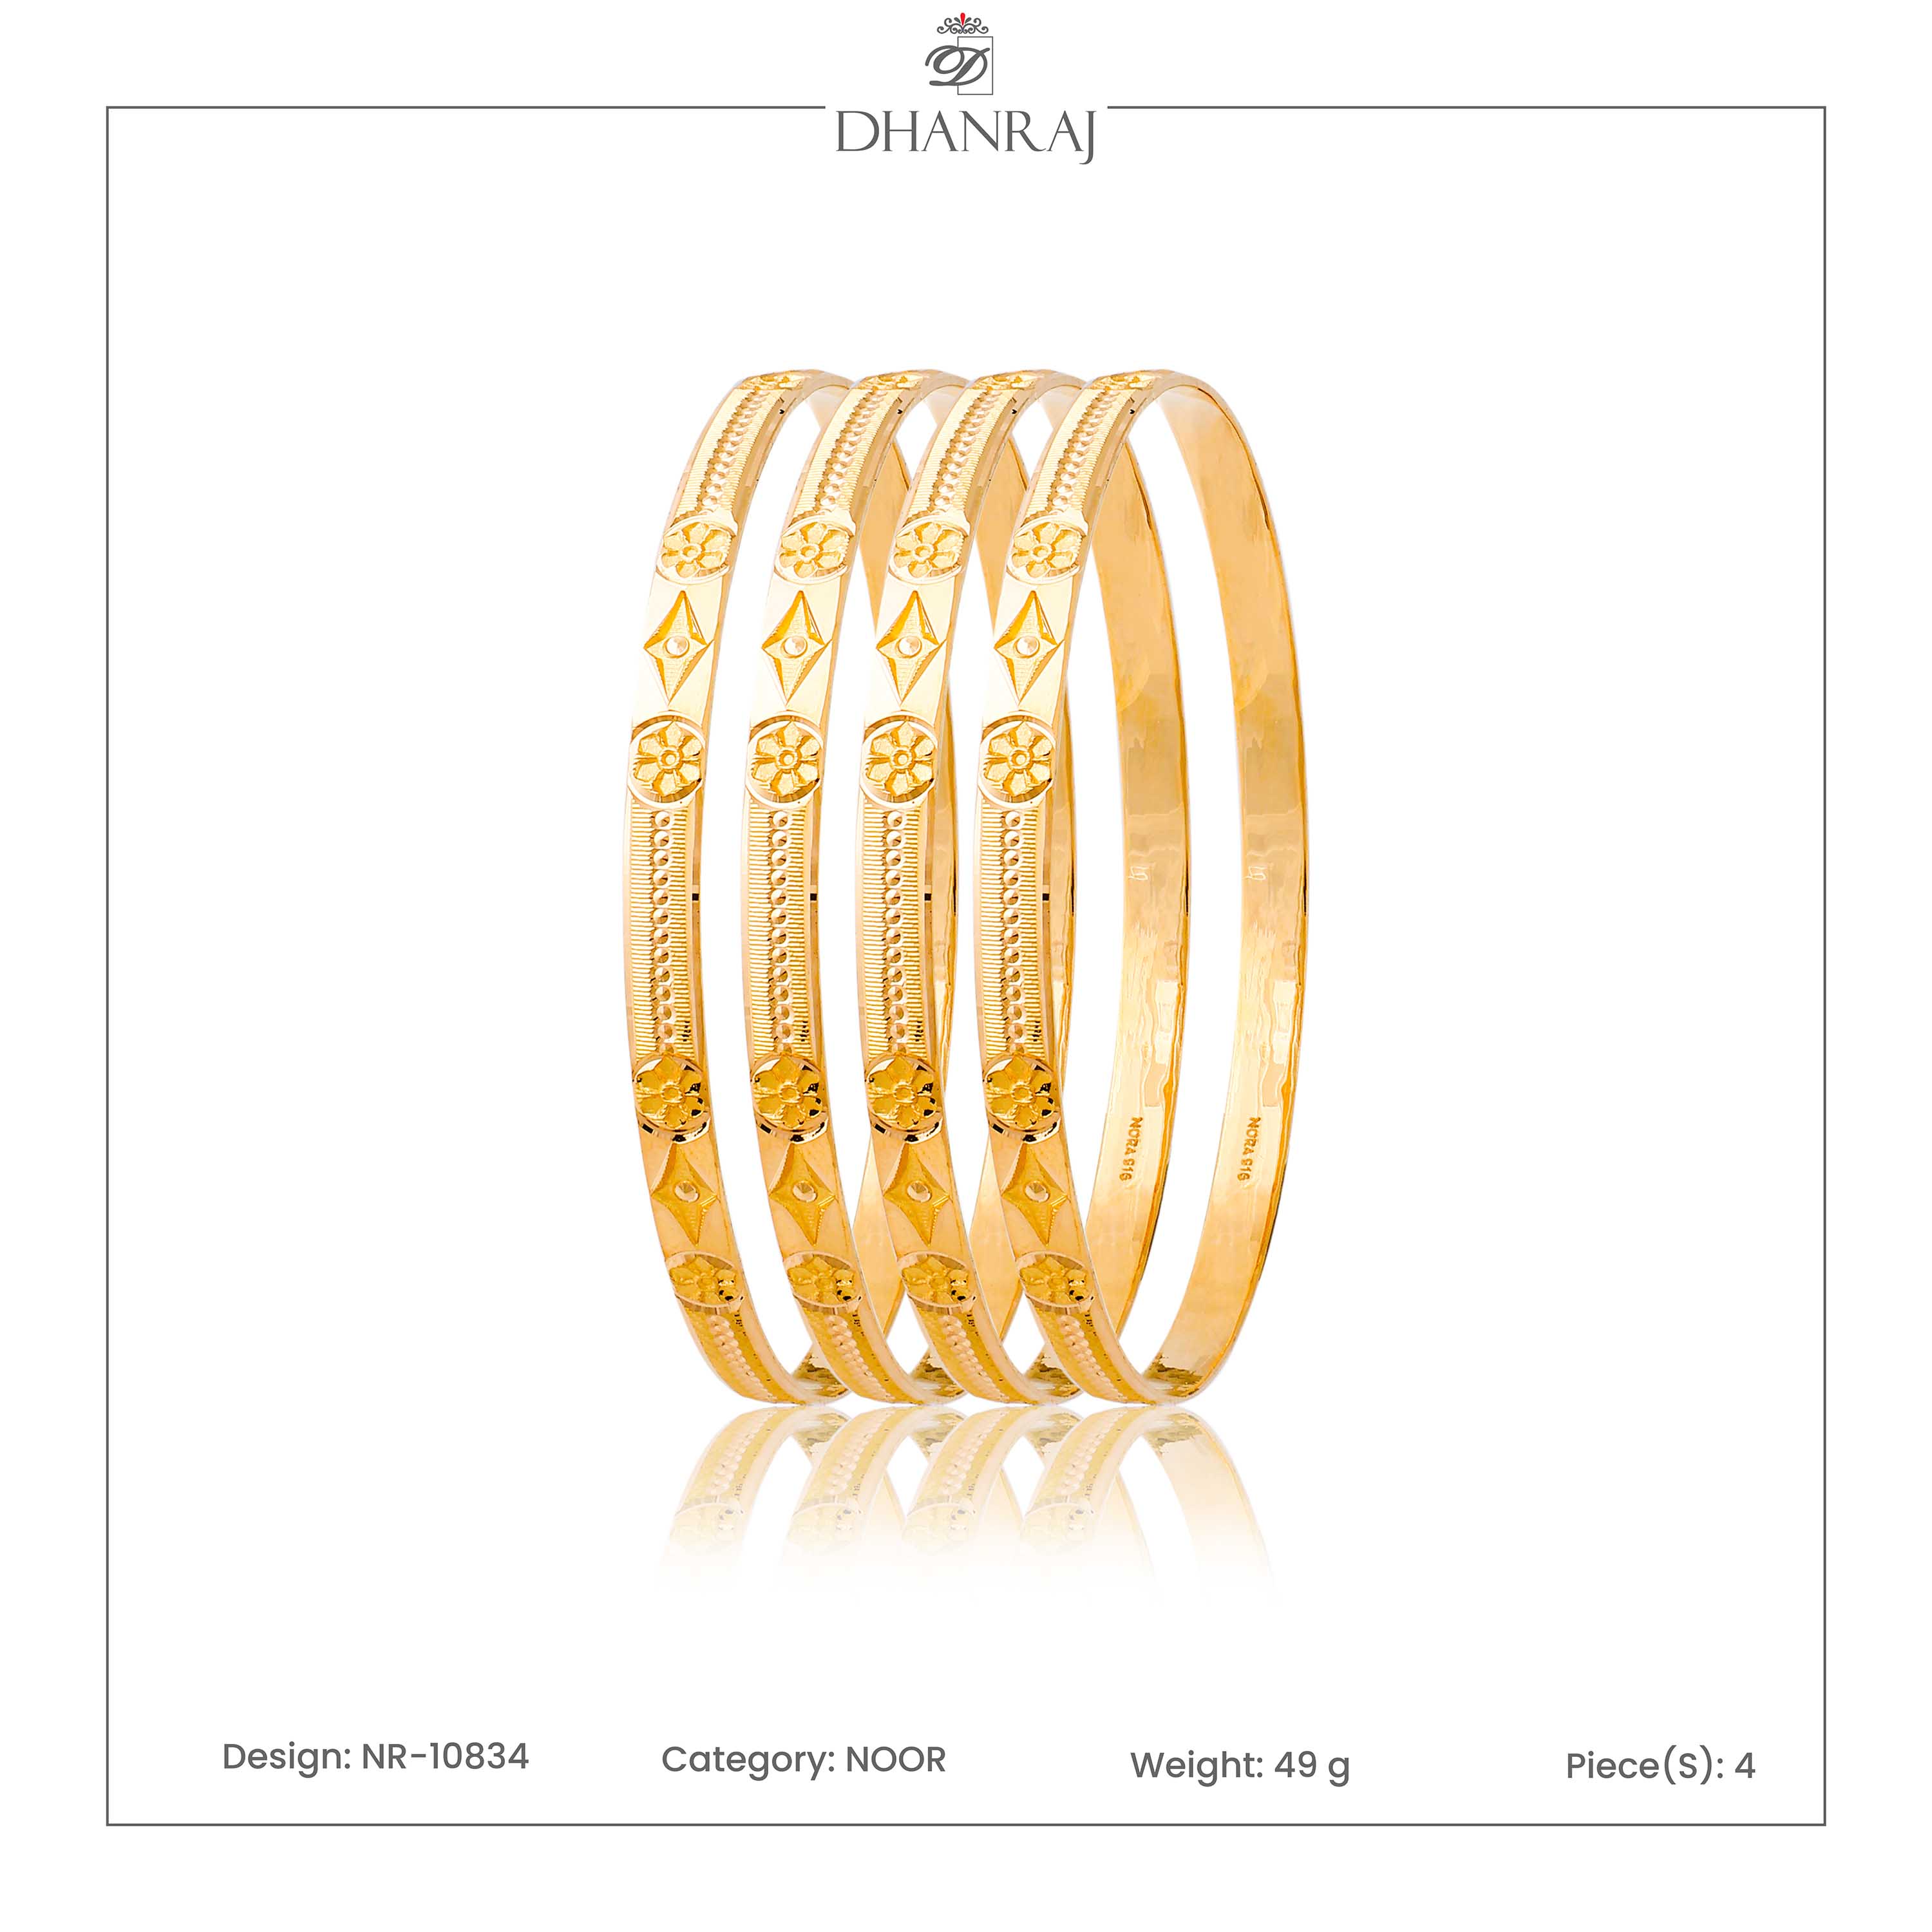 D
DHANRAJ
NORA 916
NORA 916
Design: NR-10834
Category: NOOR
Weight: 49 g
Piece(S): 4